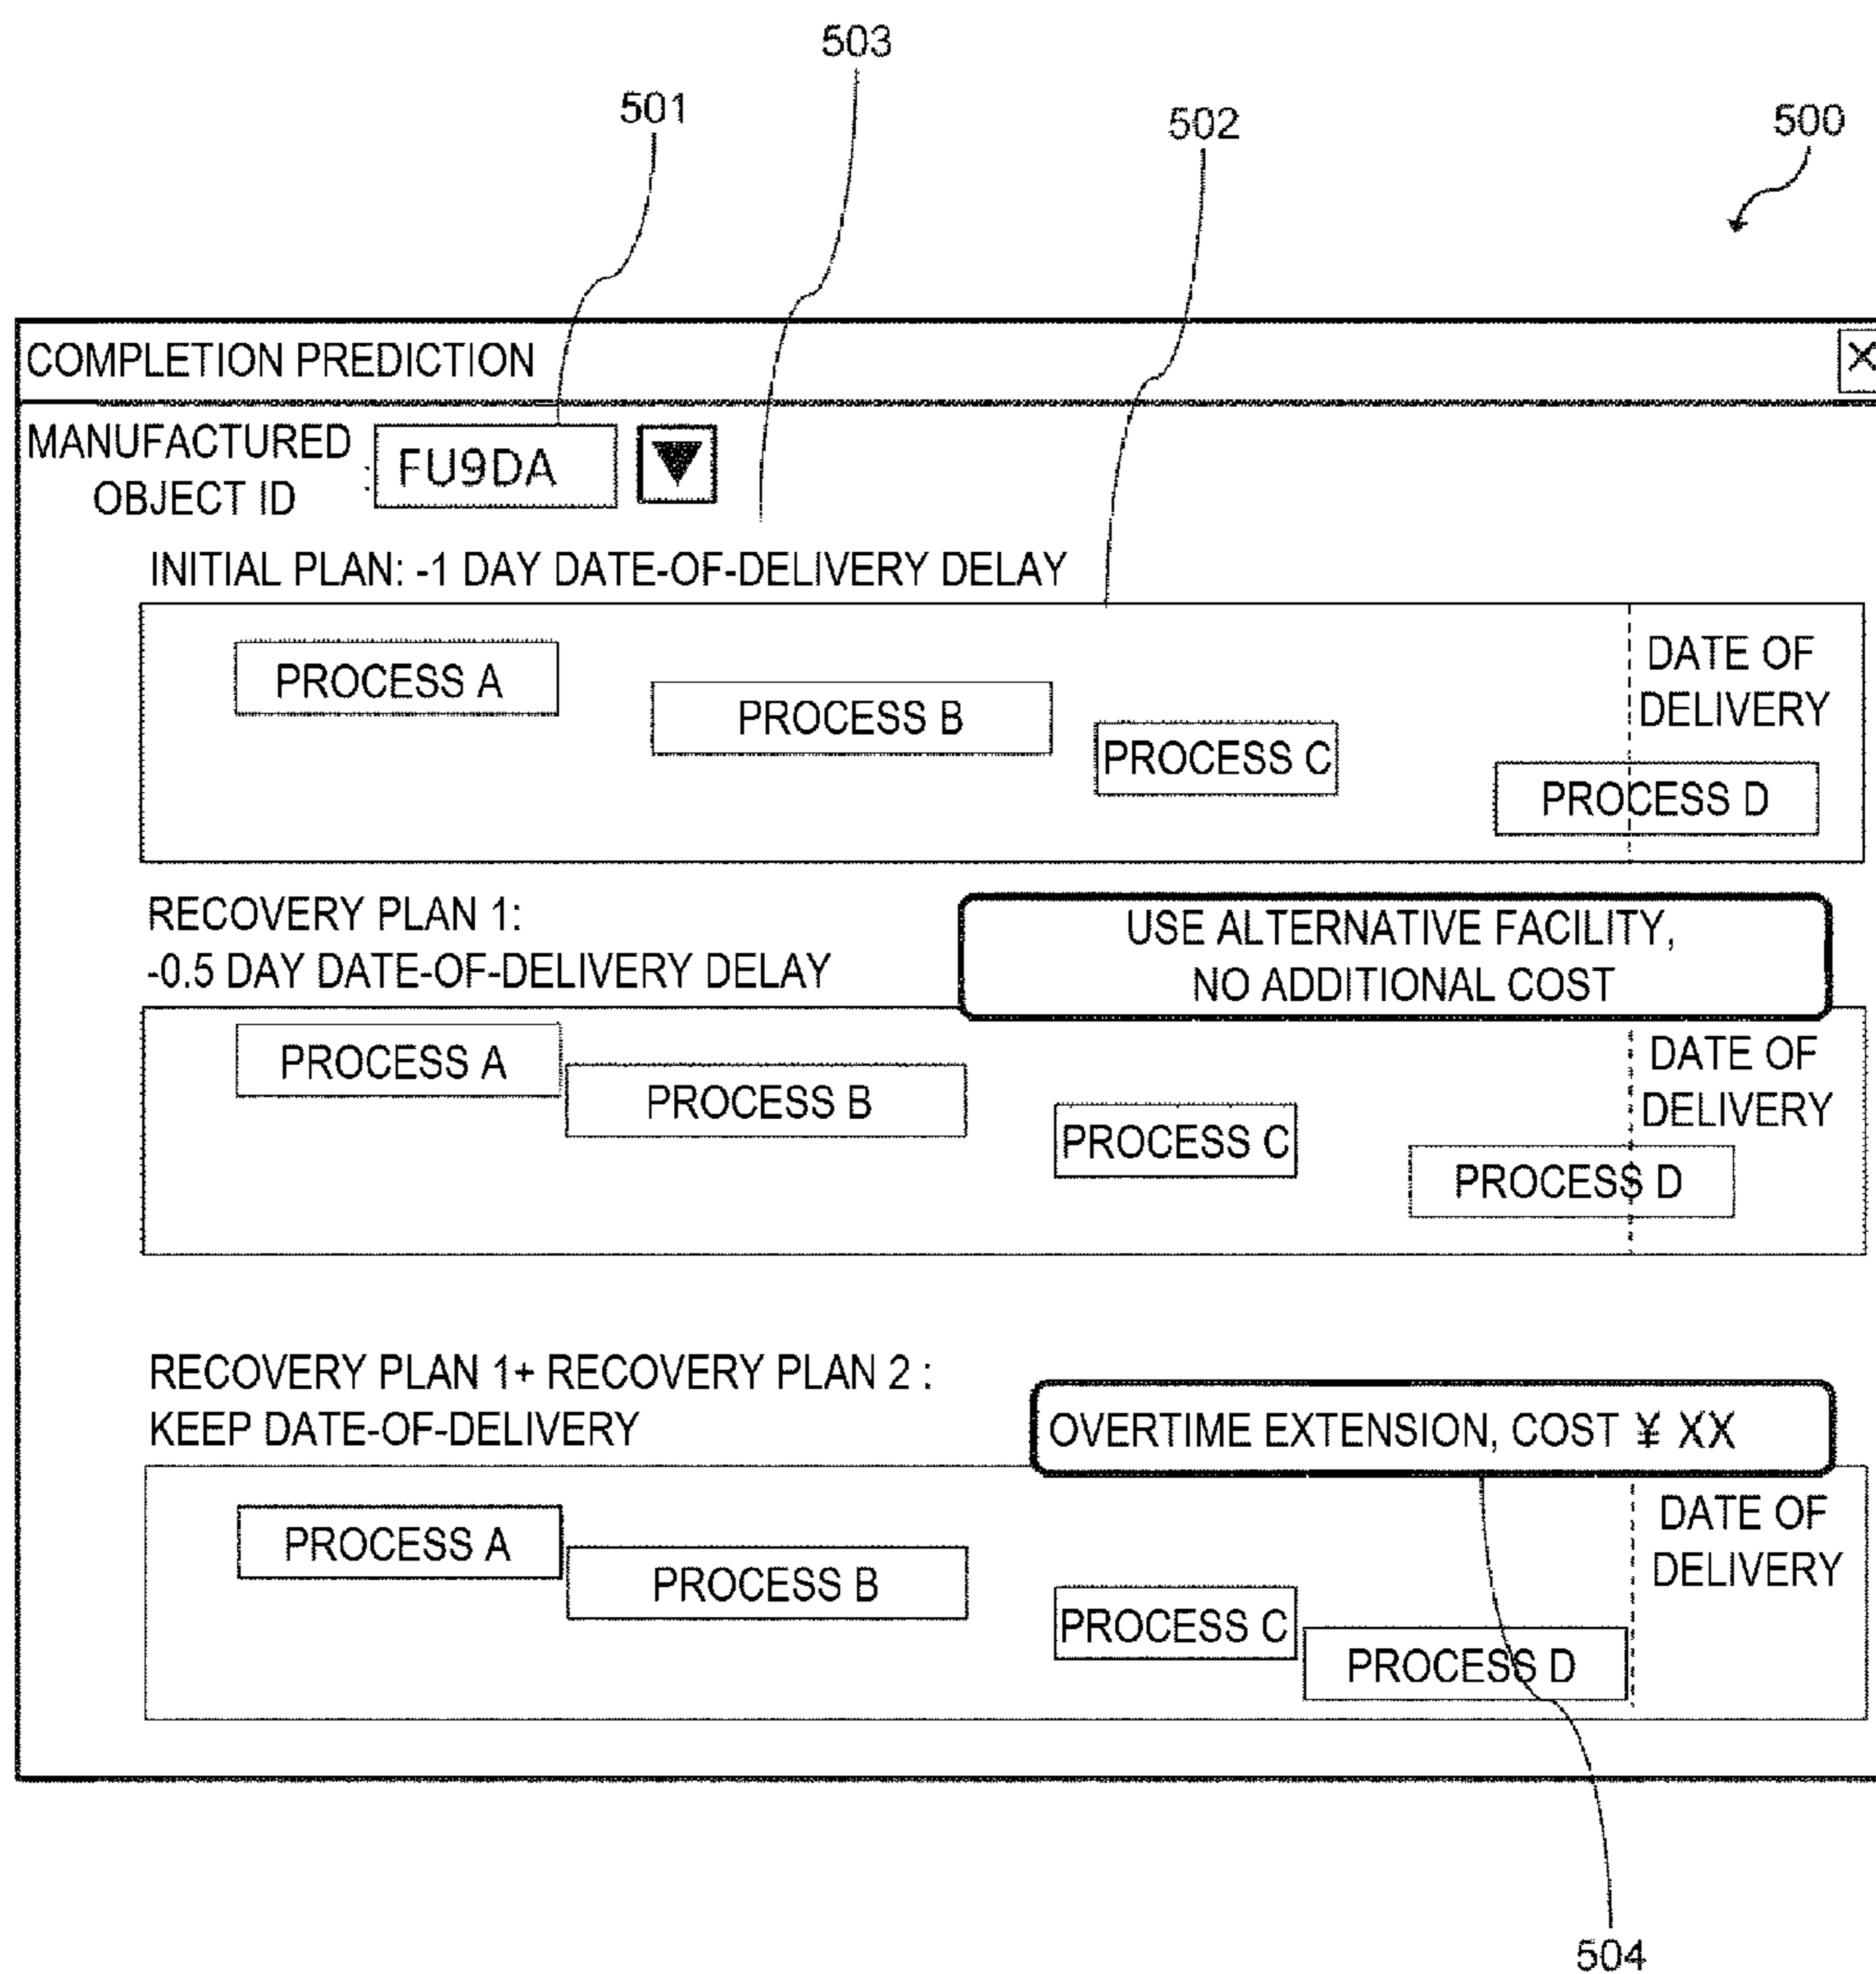 503
501
502
500
COMPLETION PREDICTION
MANUFACTURED
OBJECT ID
: FU9DA
INITIAL PLAN: -1 DAY DATE-OF-DELIVERY DELAY
PROCESS A
PROCESS B
PROCESS C
PROCESS D
DATE OF
DELIVERY
RECOVERY PLAN 1:
-0.5 DAY DATE-OF-DELIVERY DELAY
USE ALTERNATIVE FACILITY,
NO ADDITIONAL COST
PROCESS A
PROCESS B
PROCESS C
PROCESS D
DATE OF
DELIVERY
RECOVERY PLAN 1+ RECOVERY PLAN 2 :
KEEP DATE-OF-DELIVERY
OVERTIME EXTENSION, COST ¥ XX
PROCESS A
PROCESS B
PROCESS C
PROCESS D
DATE OF
DELIVERY
504